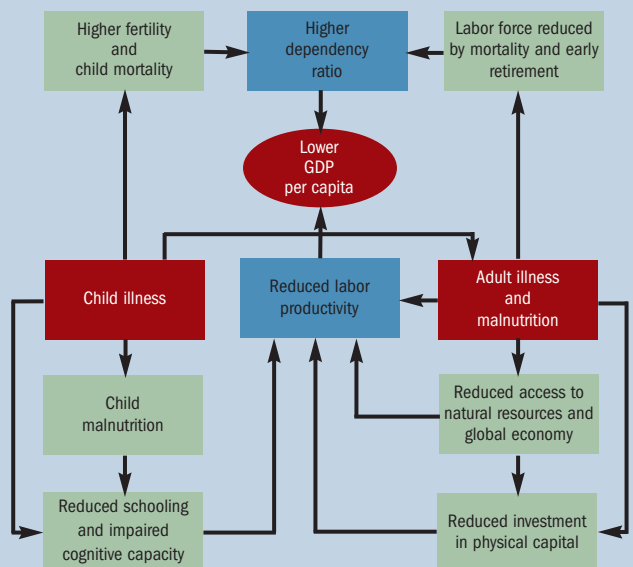 Higher fertility
and
child mortality
Higher
dependency
ratio
Labor force reduced
by mortality and early
retirement
Lower
GDP
per capita
Child illness
Reduced labor
productivity
Adult illness
and
malnutrition
Child
malnutrition
Reduced access to
natural resources and
global economy
Reduced schooling
and impaired
cognitive capacity
Reduced investment
in physical capital